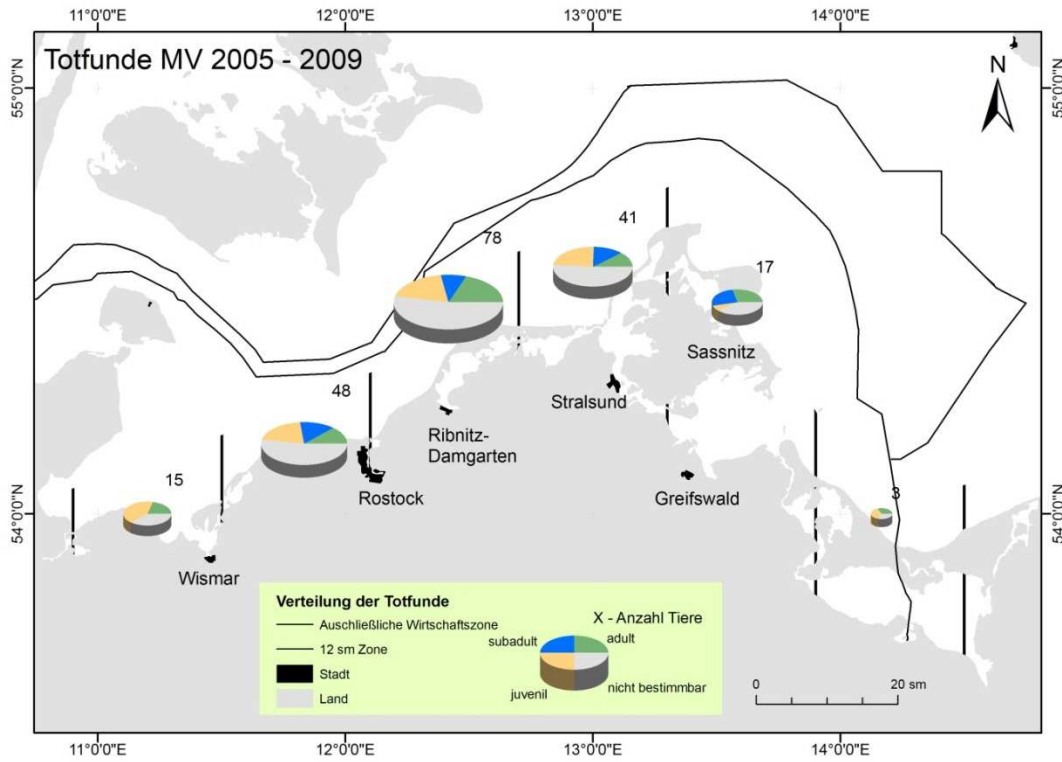 11°0'0"E 12°0'0"E 13°0'0"E 14°0'0"E
Totfunde MV 2005 - 2009
N
55°0'0"N
55°0'0"N
41
78
17
Sassnitz
48
Stralsund
Ribnitz-
Damgarten
15
Rostock
Greifswald
3
54°0'0"N
54°0'0"N
Wismar
Verteilung der Totfunde
Auschließliche Wirtschaftszone
12 sm Zone
Stadt
Land
X - Anzahl Tiere
subadult
adult
juvenil
nicht bestimmbar
0 20 sm
11°0'0"E 12°0'0"E 13°0'0"E 14°0'0"E